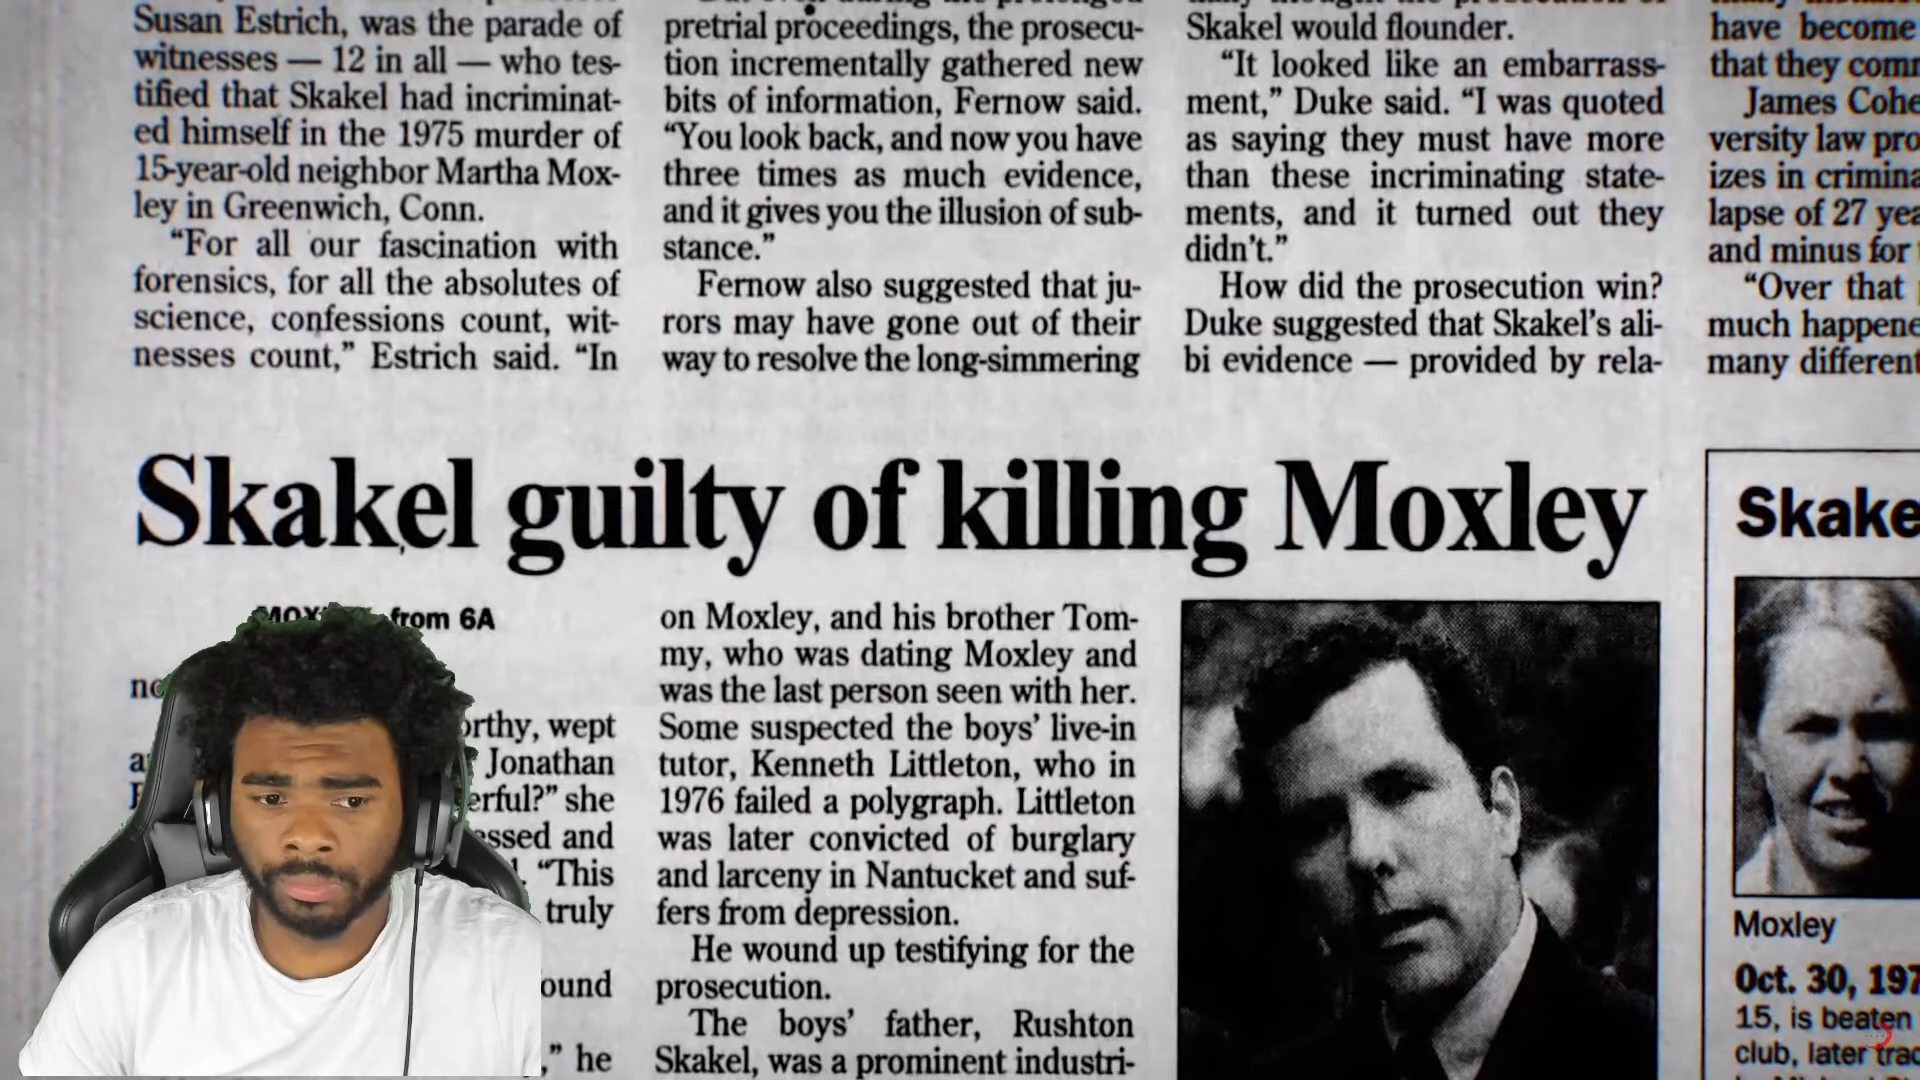 Susan Estrich, was the parade of
witnesses — 12 in all — who tes-
tified that Skakel had incriminat-
ed himself in the 1975 murder of
15-year-old neighbor Martha Mox-
ley in Greenwich, Conn.
“For all our fascination with
forensics, for all the absolutes of
science, confessions count, wit-
nesses count,” Estrich said. “In
pretrial proceedings, the prosecu-
tion incrementally gathered new
bits of information, Fernow said.
“You look back, and now you have
three times as much evidence,
and it gives you the illusion of sub-
stance.”
Fernow also suggested that ju-
rors may have gone out of their
way to resolve the long-simmering
Skakel would flounder.
“It looked like an embarrass-
ment,” Duke said. “I was quoted
as saying they must have more
than these incriminating state-
ments, and it turned out they
didn't.”
How did the prosecution win?
Duke suggested that Skakel's ali-
bi evidence — provided by rela-
have become
that they
James
versity law
izes in
lapse of 27
and minus for
“Over that
much
many different
Skakel guilty of killing Moxley
from 6A
wept
Jonathan
she
and
“This
truly
” he
on Moxley, and his brother Tom-
my, who was dating Moxley and
was the last person seen with her.
Some suspected the boys' live-in
tutor, Kenneth Littleton, who in
1976 failed a polygraph. Littleton
was later convicted of burglary
and larceny in Nantucket and suf-
fers from depression.
He wound up testifying for the
prosecution.
The boys' father, Rushton
Skakel, was a prominent industri-
Skake
Moxley
Oct. 30, 197
15, is beaten
club, later